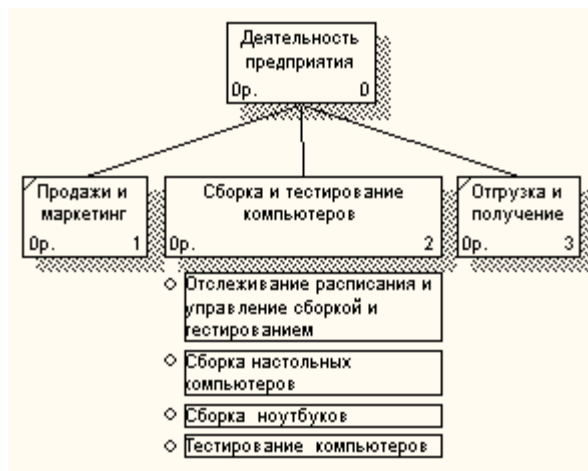 Деятельность
предприятия
0р. 0
Продажи и
маркетинг
0р. 1
Сборка и тестирование
компьютеров
0р. 2
Отгрузка и
получение
0р. 3
Отслеживание расписания и
управление сборкой и
тестированием
Сборка настольных
компьютеров
Сборка ноутбуков
Тестирование компьютеров